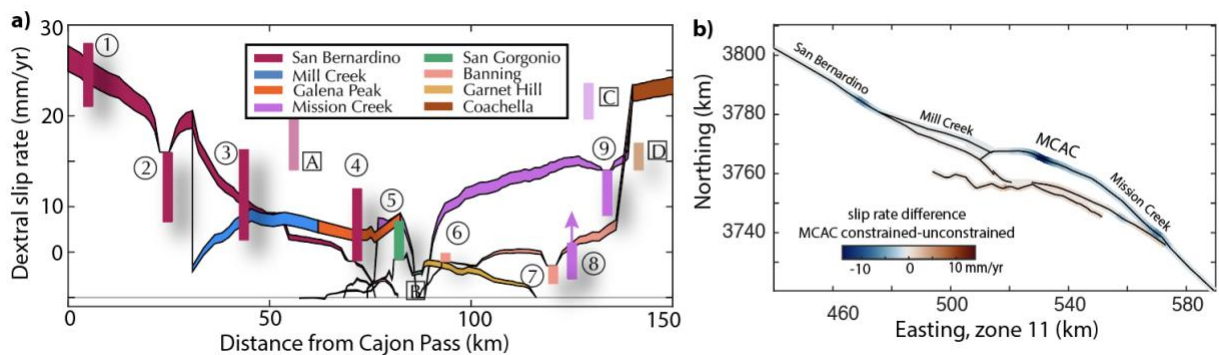 a)
Dextral slip rate (mm/yr)
30
20
10
0
1
2
3
4
5
6
7
8
9
A
B
C
D
San Bernardino
Mill Creek
Galena Peak
Mission Creek
San Gorgonio
Banning
Garnet Hill
Coachella
0 50 100 150
Distance from Cajon Pass (km)
b)
Northing (km)
3800
3780
3760
3740
San Bernardino
Mill Creek
MCAC
Mission Creek
slip rate difference
MCAC constrained-unconstrained
-10 0 10 mm/yr
460 500 540 580
Easting, zone 11 (km)